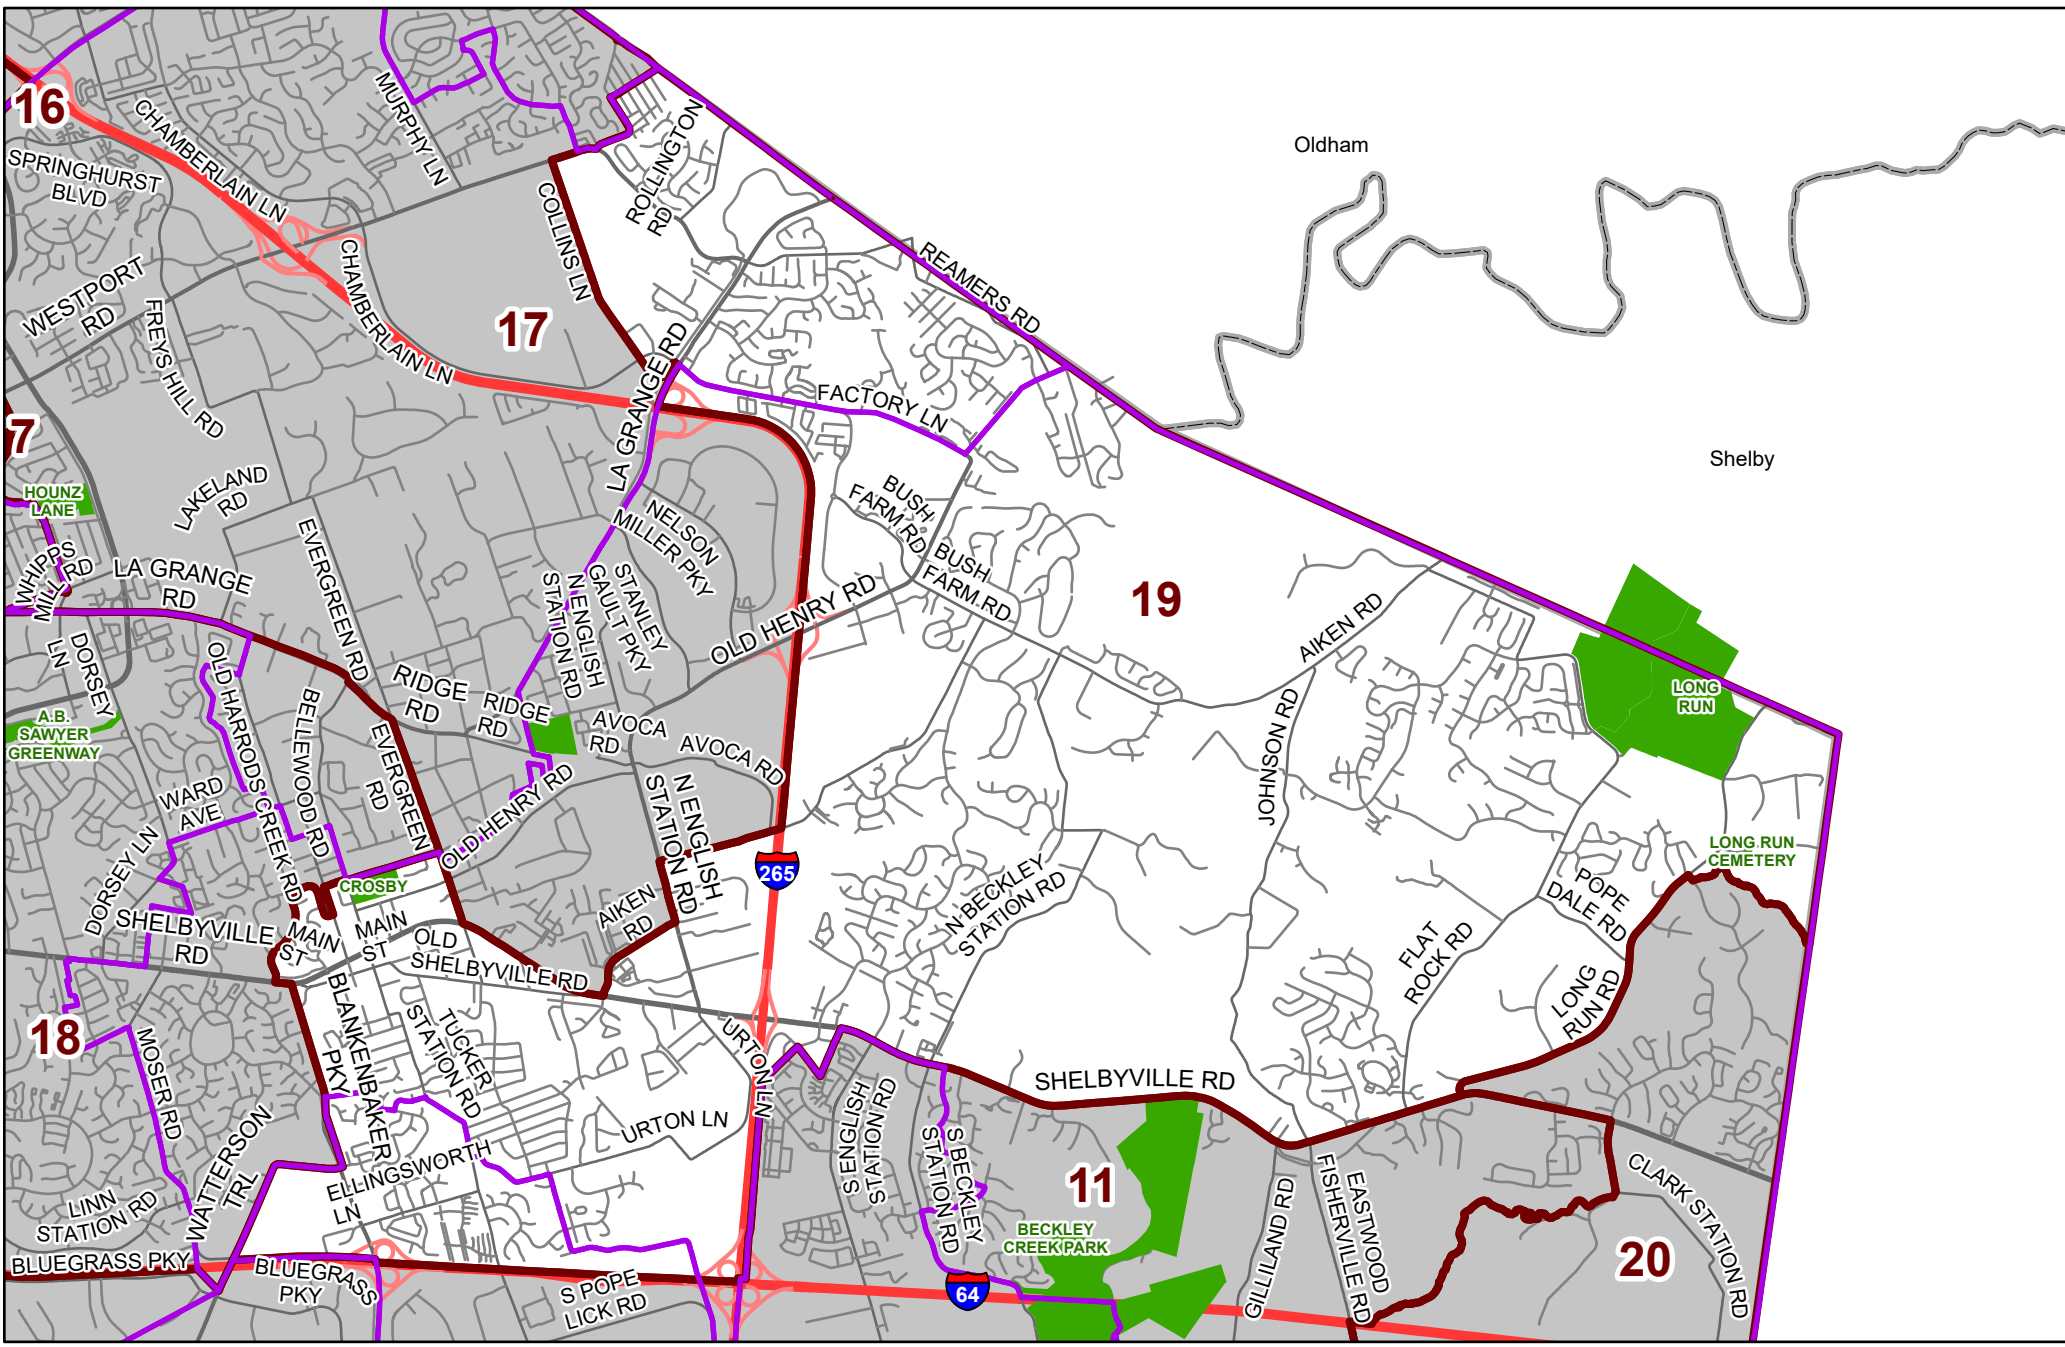 Oldham
Shelby
16
17
7
18
19
11
20
CHAMBERLAIN LN
MURPHY LN
SPRINGHURST
BLVD
COLLINS LN
ROLLINGTON
RD
REAMERS RD
WESTPORT
RD
FREYS HILL RD
CHAMBERLAIN LN
LA GRANGE RD
FACTORY LN
HOUNZ
LANE
LAKELAND
RD
WHIPPS
MILL RD
LA GRANGE
RD
EVERGREEN RD
NELSON
MILLER PKY
BUSH
FARM RD
BUSH
FARM RD
STANLEY
GAULT PKY
N ENGLISH
STATION RD
OLD HENRY RD
AIKEN RD
DORSEY
LN
OLD HARRODS CREEK RD
BELLEWOOD RD
RIDGE
RD
RIDGE
RD
AVOCA
RD
AVOCA RD
A.B.
SAWYER
GREENWAY
LONG
RUN
JOHNSON RD
EVERGREEN
RD
OLD HENRY RD
N ENGLISH
STATION RD
WARD
AVE
DORSEY LN
CROSBY
265
LONG RUN
CEMETERY
POPE
DALE RD
N BECKLEY
STATION RD
AIKEN
RD
SHELBYVILLE
RD
MAIN
ST
MAIN
ST
OLD
SHELBYVILLE RD
FLAT
ROCK RD
LONG
RUN RD
BLANKENBAKER
PKY
TUCKER
STATION RD
URTON LN
MOSER RD
SHELBYVILLE RD
S ENGLISH
STATION RD
S BECKLEY
STATION RD
URTON LN
WATTERSON
TRL
ELLINGSWORTH
LN
LINN
STATION RD
BECKLEY
CREEK PARK
GILLILAND RD
EASTWOOD
FISHERVILLE RD
CLARK STATION RD
BLUEGRASS PKY
BLUEGRASS
PKY
S POPE
LICK RD
64